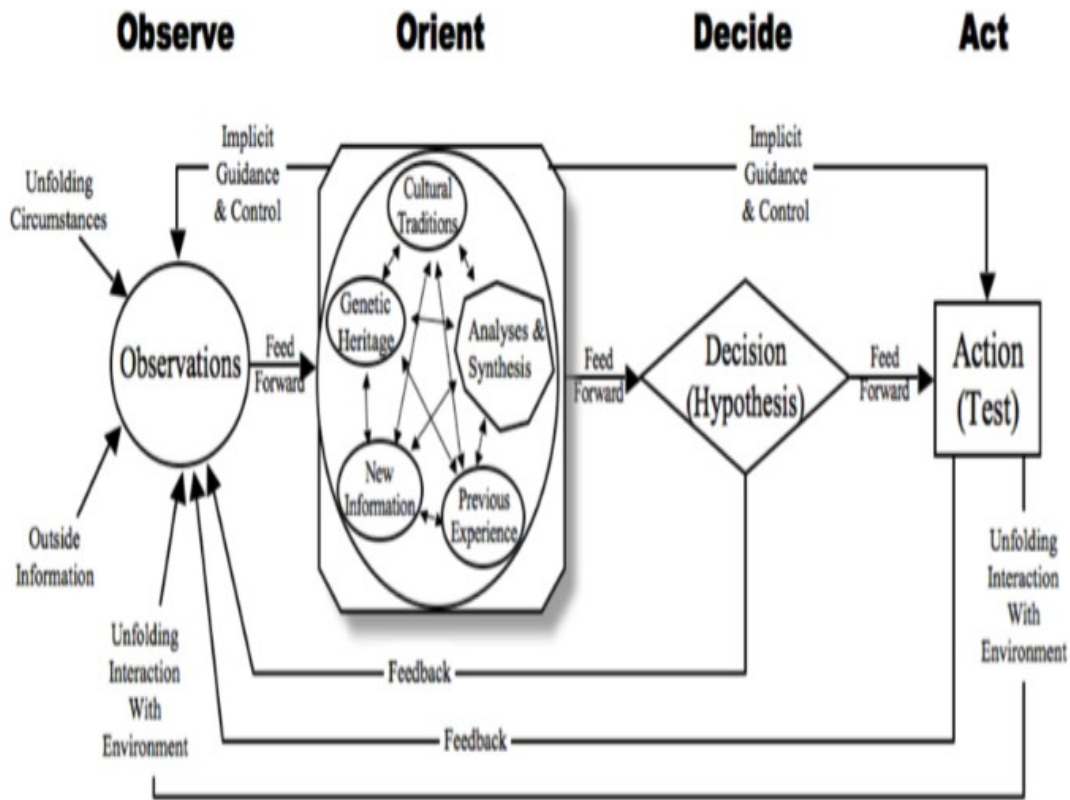 Observe
Orient
Decide
Act
Implicit
Guidance
& Control
Implicit
Guidance
& Control
Unfolding
Circumstances
Cultural
Traditions
Genetic
Heritage
Analyses &
Synthesis
Observations
Feed
Forward
Feed
Forward
Decision
(Hypothesis)
Feed
Forward
Action
(Test)
New
Information
Previous
Experience
Outside
Information
Unfolding
Interaction
With
Environment
Unfolding
Interaction
With
Environment
Feedback
Feedback